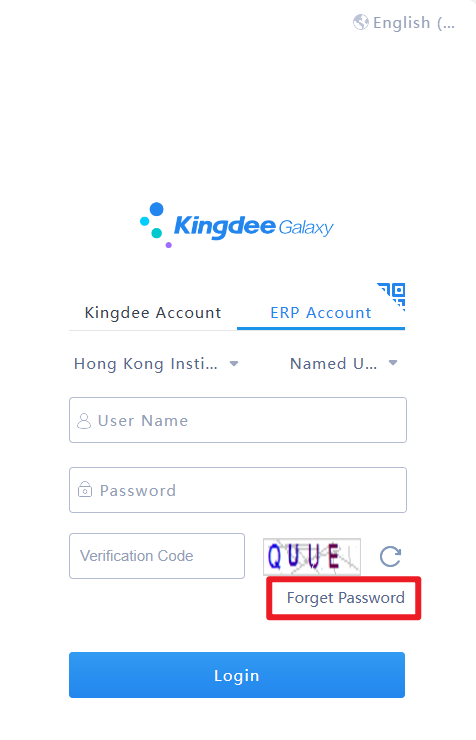 English (...
Kingdee Galaxy
Kingdee Account ERP Account
Hong Kong Insti... Named U...
User Name
Password
Verification Code QUUE
Forget Password
Login